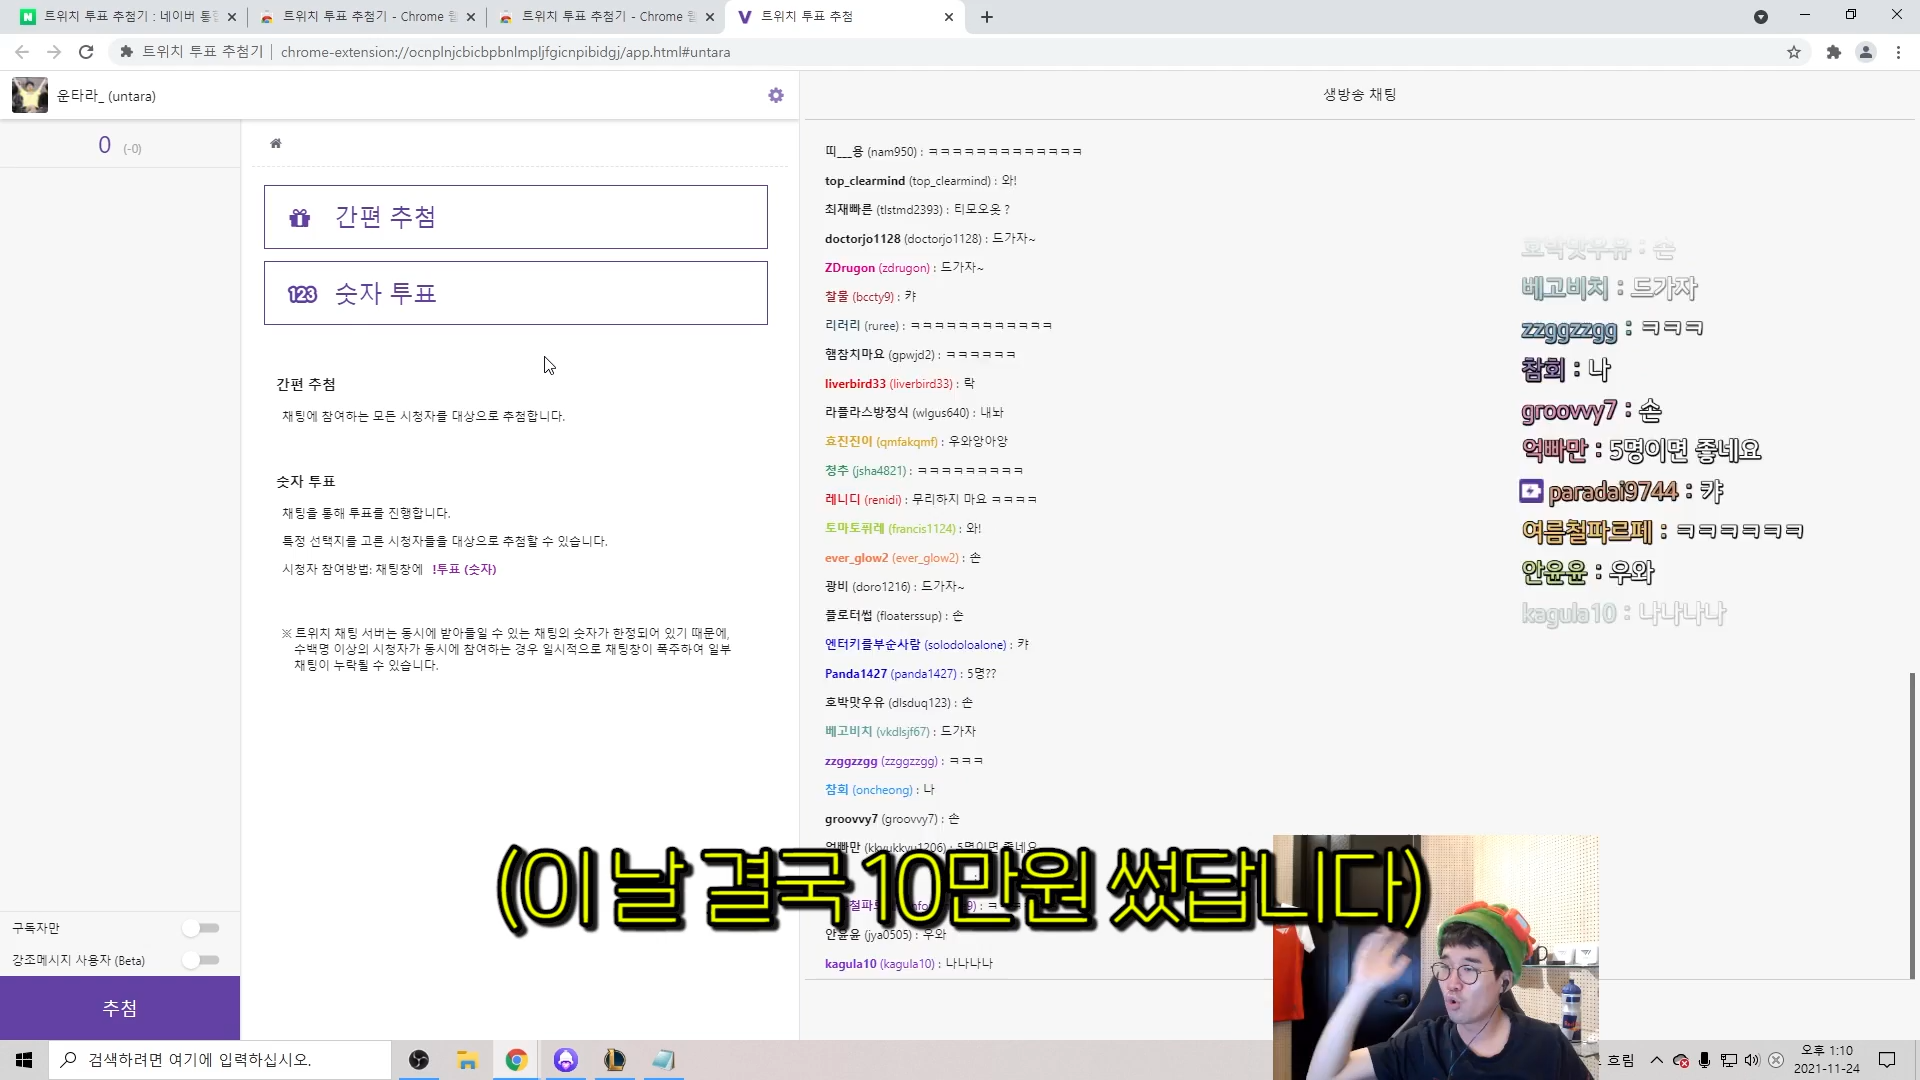 트위치 투표 추첨기 : 네이버 통합
트위치 투표 추첨기 - Chrome 웹
트위치 투표 추첨기 - Chrome 웹
트위치 투표 추첨
트위치 투표 추첨기
chrome-extension://ocnplnjcbicbpbnlmpljfgicnpibidgj/app.html#untara
운타라_ (untara)
0 (-0)
간편 추첨
123 숫자 투표
간편 추첨
채팅에 참여하는 모든 시청자를 대상으로 추첨합니다.
숫자 투표
채팅을 통해 투표를 진행합니다.
특정 선택지를 고른 시청자들을 대상으로 추첨할 수 있습니다.
시청자 참여방법: 채팅창에 !투표 (숫자)
※ 트위치 채팅 서버는 동시에 받아들일 수 있는 채팅의 숫자가 한정되어 있기 때문에,
수백명 이상의 시청자가 동시에 참여하는 경우 일시적으로 채팅창이 폭주하여 일부
채팅이 누락될 수 있습니다.
구독자만
강조메시지 사용자 (Beta)
추첨
생방송 채팅
띠___용 (nam950) : ㅋㅋㅋㅋㅋㅋㅋㅋㅋㅋㅋㅋㅋ
top_clearmind (top_clearmind) : 와!
최재빠른 (tlstmd2393) : 티모오옷 ?
doctorjo1128 (doctorjo1128) : 드가자~
ZDrugon (zdrugon) : 드가자~
찰물 (bccty9) : 캬
리러리 (ruree) : ㅋㅋㅋㅋㅋㅋㅋㅋㅋㅋㅋㅋ
햄참치마요 (gpwjd2) : ㅋㅋㅋㅋㅋㅋ
liverbird33 (liverbird33) : 락
라플라스방정식 (wlgus640) : 내놔
효진진이 (qmfakqmf) : 우와앙아앙
청추 (jsha4821) : ㅋㅋㅋㅋㅋㅋㅋㅋㅋ
레니디 (renidi) : 무리하지 마요 ㅋㅋㅋㅋ
토마토퓌레 (francis1124) : 와!
ever_glow2 (ever_glow2) : 손
광비 (doro1216) : 드가자~
플로터썹 (floaterssup) : 손
엔터키를부순사람 (solodoloalone) : 캬
Panda1427 (panda1427) : 5명??
호박맛우유 (dlsduq123) : 손
베고비치 (vkdlsjf67) : 드가자
zzggzzgg (zzggzzgg) : ㅋㅋㅋ
참회 (oncheong) : 나
groovvy7 (groovvy7) : 손
억빠만 (kkyukkyu1206) : 5명이면 좋네요
안윤윤 (jya0505) : 우와
kagula10 (kagula10) : 나나나나
호박맛우유 : 손
베고비치 : 드가자
zzggzzgg : ㅋㅋㅋ
참회 : 나
groovvy7 : 손
억빠만 : 5명이면 좋네요
paradai9744 : 캬
여름철파르페 : ㅋㅋㅋㅋㅋㅋ
안윤윤 : 우와
kagula10 : 나나나나
(이 날 결국 10만원 썼답니다)
검색하려면 여기에 입력하십시오.
흐림
오후 1:10
2021-11-24